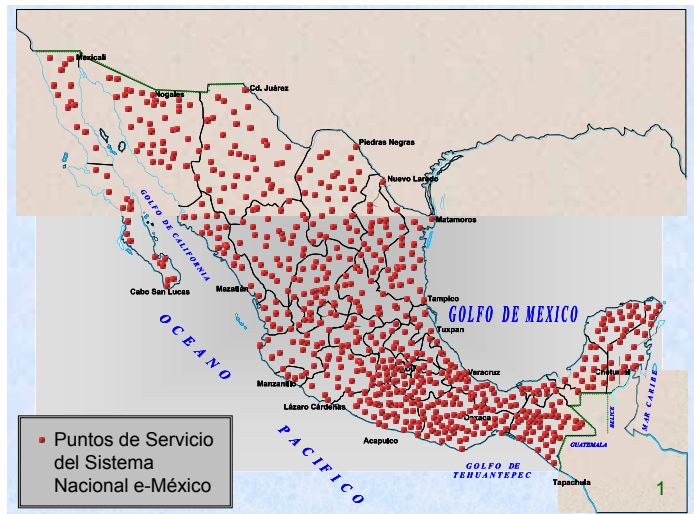 Mexicali
Nogales
Cd. Juárez
Piedras Negras
Nuevo Laredo
Matamoros
GOLFO DE CALIFORNIA
Cabo San Lucas
Mazatlán
Tampico
GOLFO DE MEXICO
Tuxpan
OCEANO
Veracruz
Chetumal
MAR CARIBE
Manzanillo
Lázaro Cárdenas
Oaxaca
BELICE
Acapulco
GUATEMALA
PACIFICO
GOLFO DE
TEHUANTEPEC
Tapachula
Puntos de Servicio
del Sistema
Nacional e-México
1